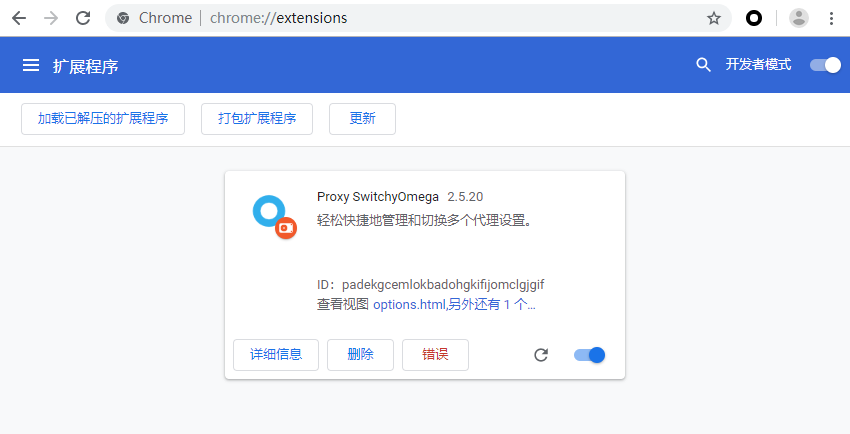 Chrome | chrome://extensions
扩展程序
开发者模式
加载已解压的扩展程序
打包扩展程序
更新
Proxy SwitchyOmega 2.5.20
轻松快捷地管理和切换多个代理设置。
ID：padekgcemlokbadohgkifijomclgjgif
查看视图 options.html,另外还有 1 个…
详细信息
删除
错误